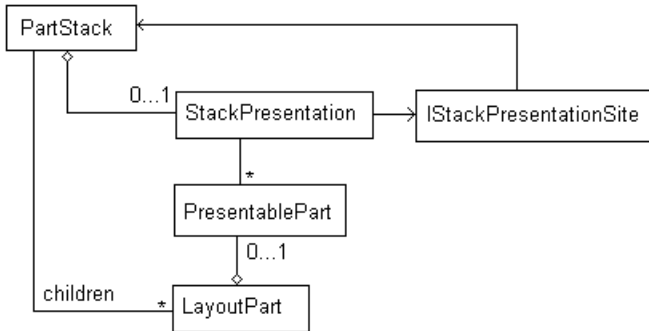 PartStack
0...1
StackPresentation
IStackPresentationSite
*
PresentablePart
0...1
children
*
LayoutPart